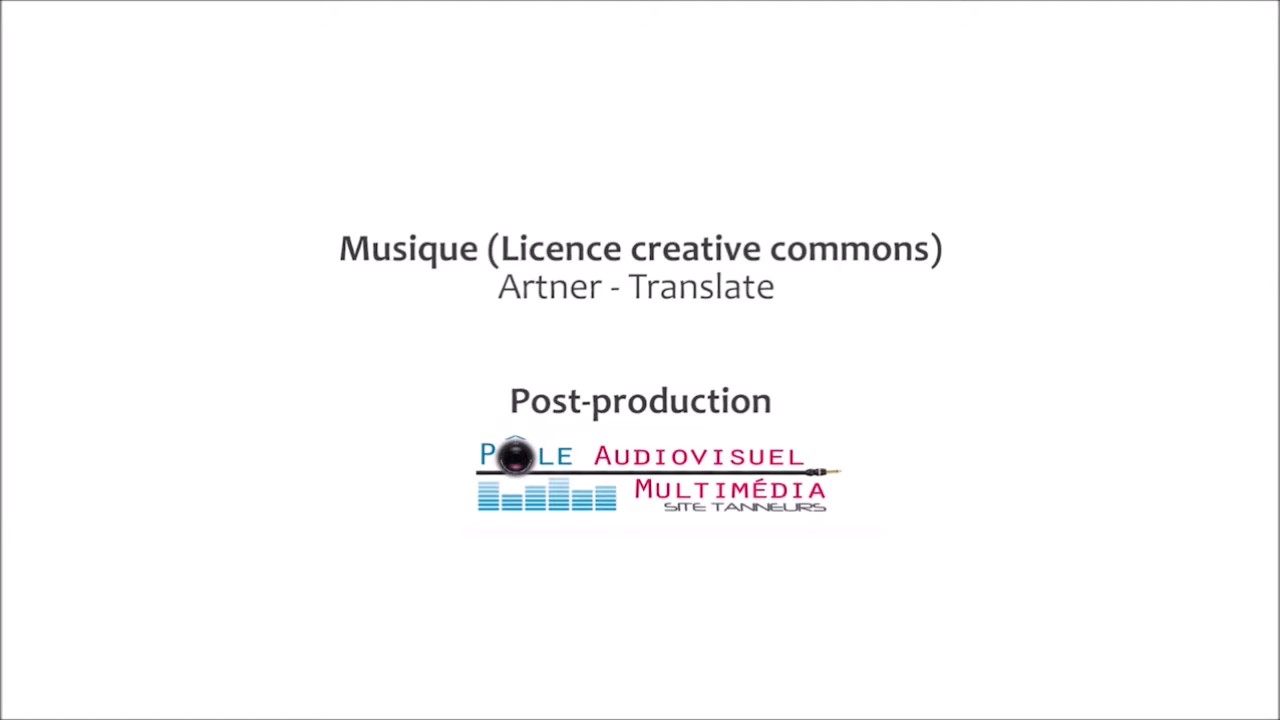 Musique (Licence creative commons)
Artner - Translate
Post-production
PÔLE AUDIOVISUEL
MULTIMÉDIA
SITE TANNEURS